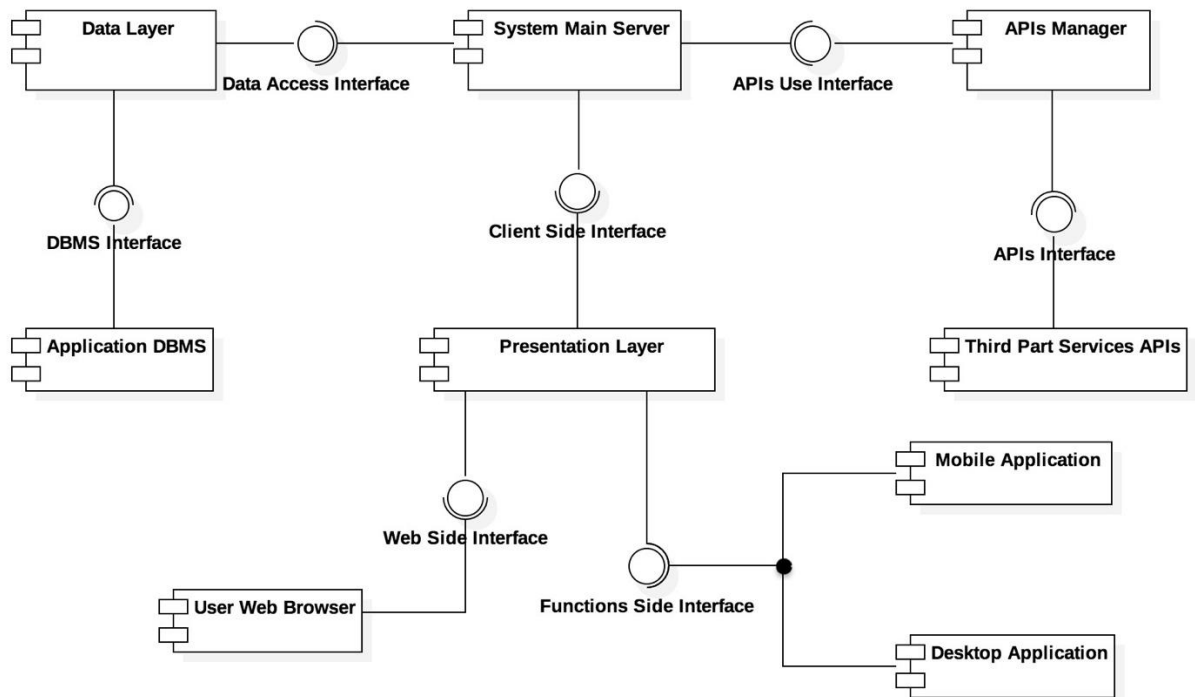 Data Layer
System Main Server
APIs Manager
Data Access Interface
APIs Use Interface
DBMS Interface
Client Side Interface
APIs Interface
Application DBMS
Presentation Layer
Third Part Services APIs
Mobile Application
Web Side Interface
User Web Browser
Functions Side Interface
Desktop Application